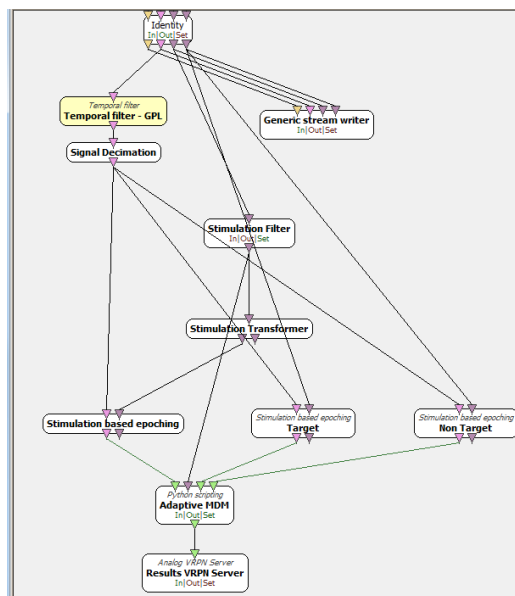 Identity
In|Out|Set
Temporal filter
Temporal filter - GPL
Generic stream writer
In|Out|Set
Signal Decimation
Stimulation Filter
In|Out|Set
Stimulation Transformer
Stimulation based epoching
Stimulation based epoching
Target
Stimulation based epoching
Non Target
Python scripting
Adaptive MDM
In|Out|Set
Analog VRPN Server
Results VRPN Server
In|Out|Set